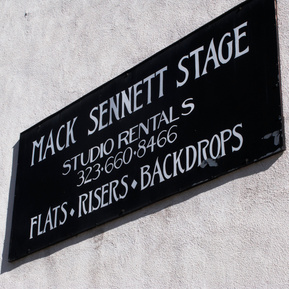 MACK SENNETT STAGE
STUDIO RENTALS
323·660·8466
FLATS♦RISERS♦BACKDROPS